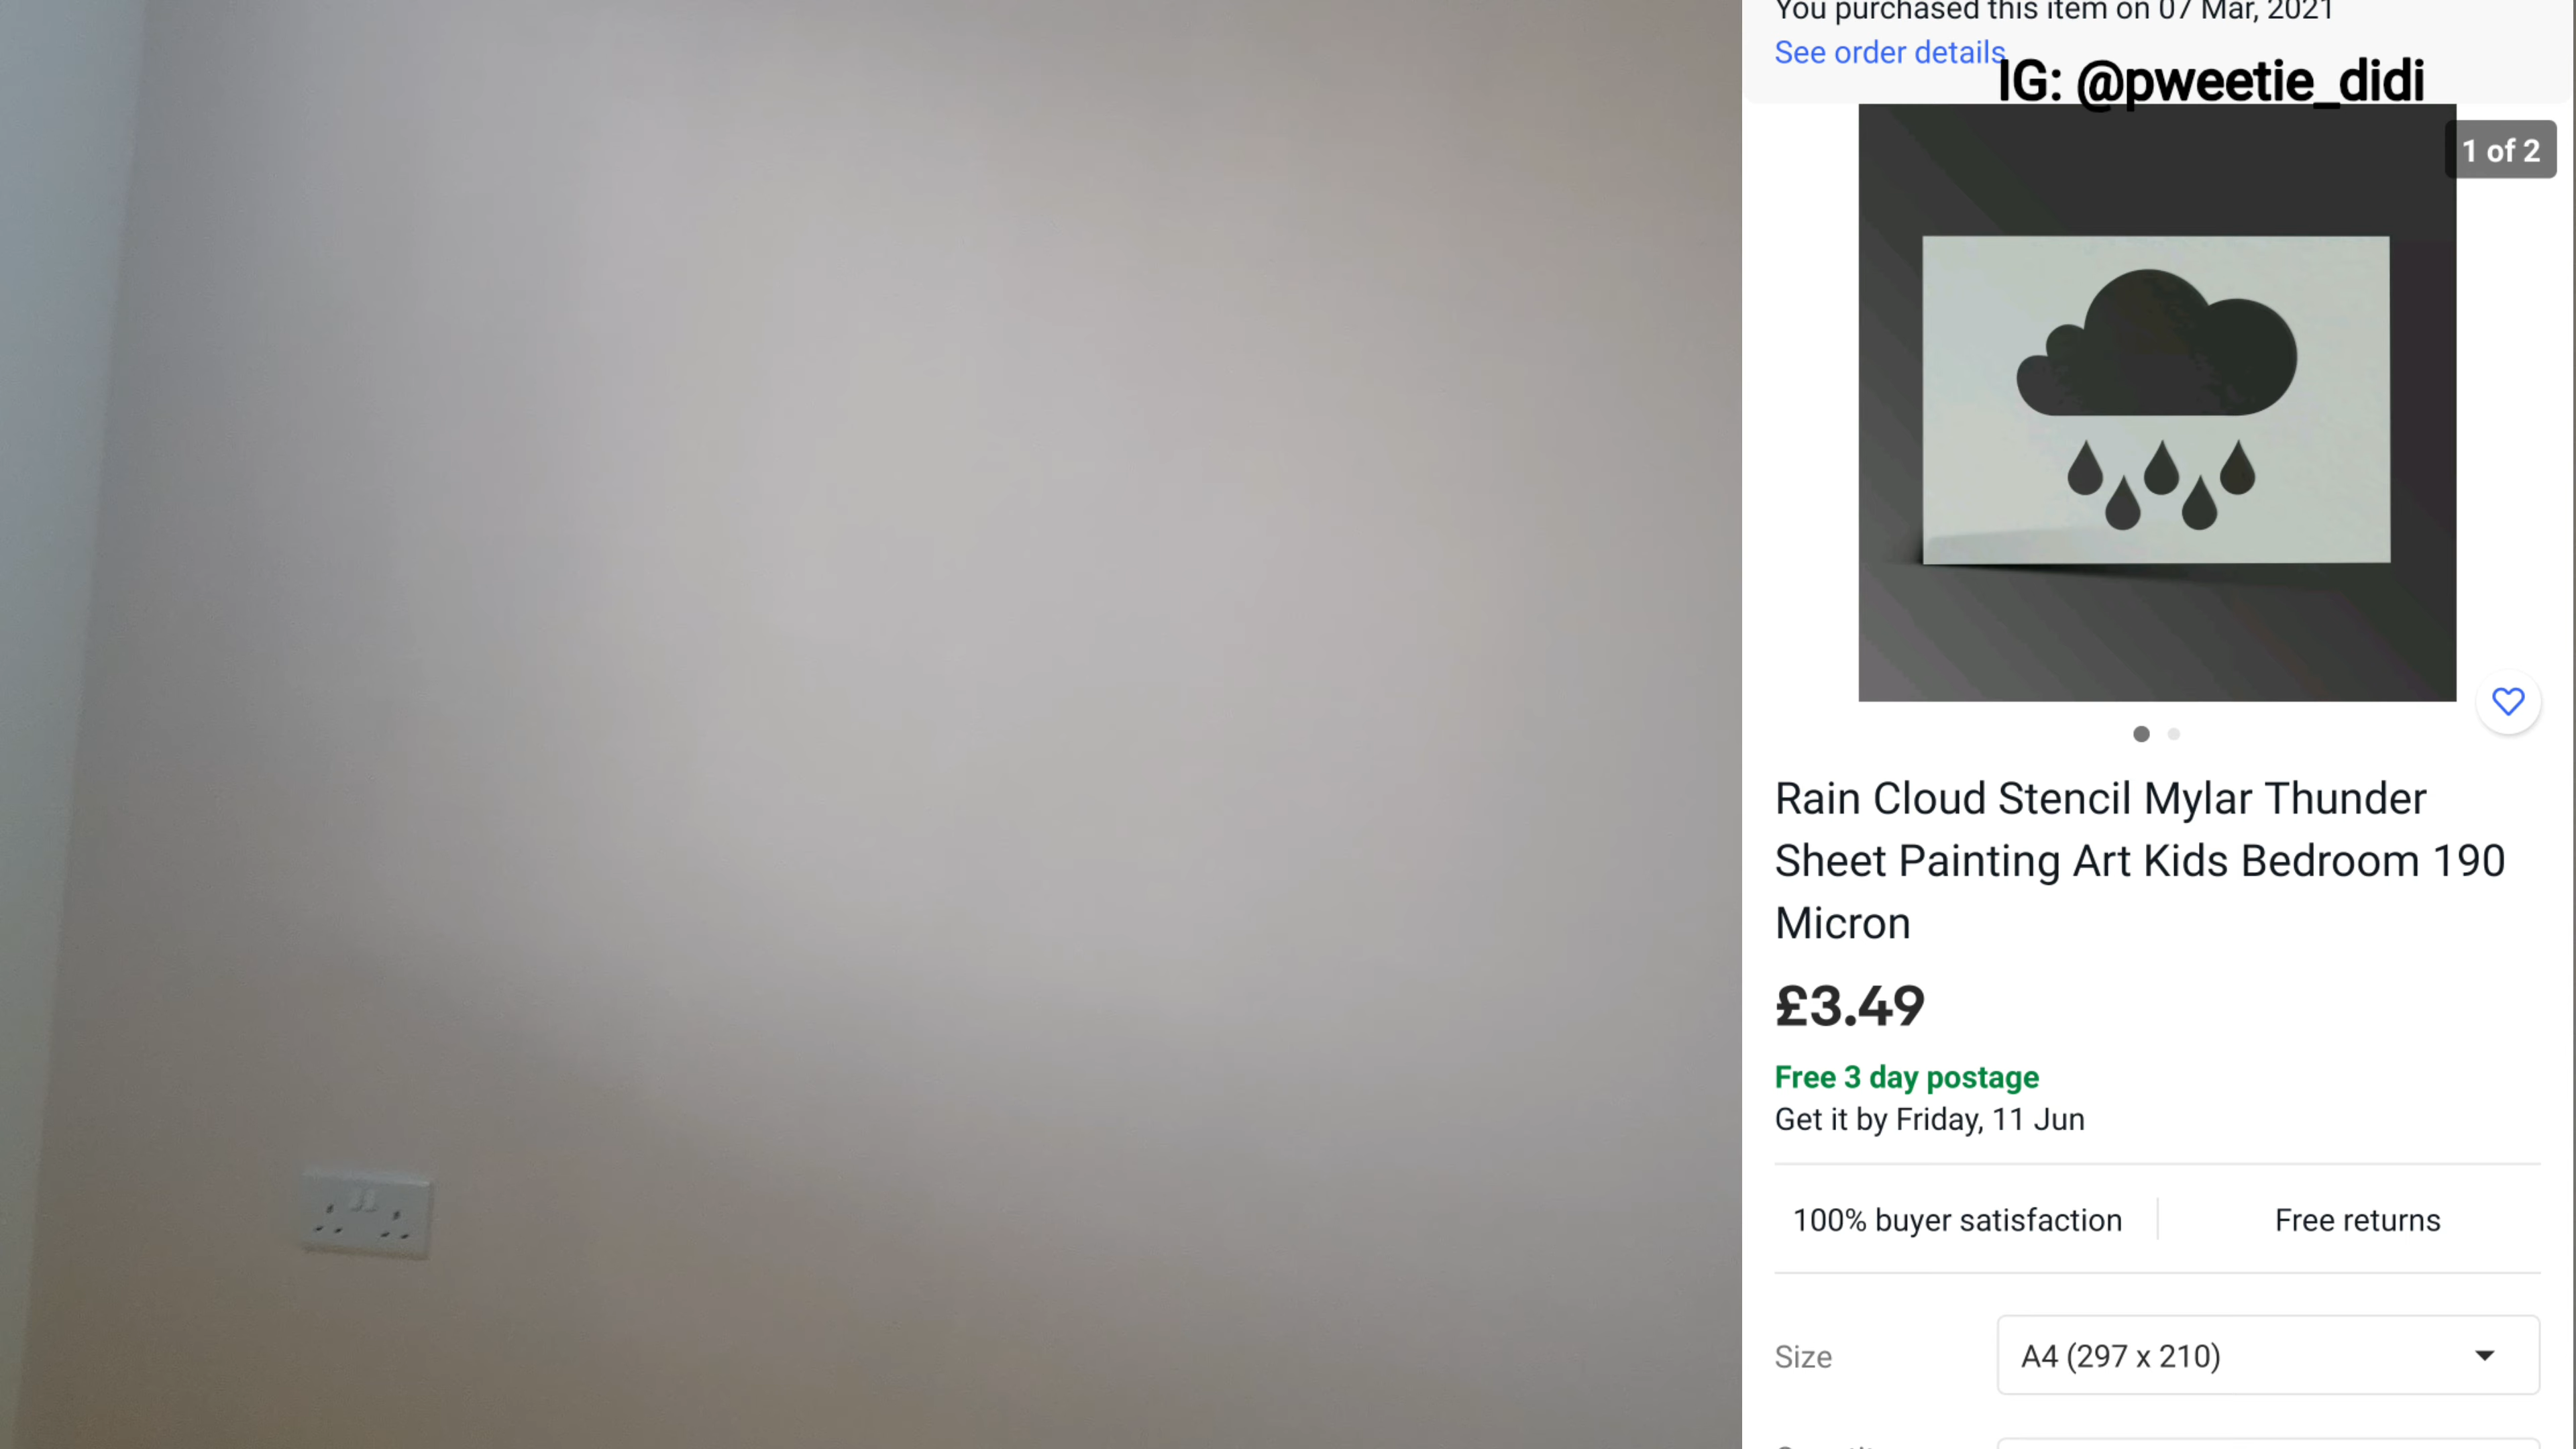 You purchased this item on 07 Mar, 2021
See order details
IG: @pweetie_didi
1 of 2
Rain Cloud Stencil Mylar Thunder
Sheet Painting Art Kids Bedroom 190
Micron
£3.49
Free 3 day postage
Get it by Friday, 11 Jun
100% buyer satisfaction
Free returns
Size
A4 (297 x 210)